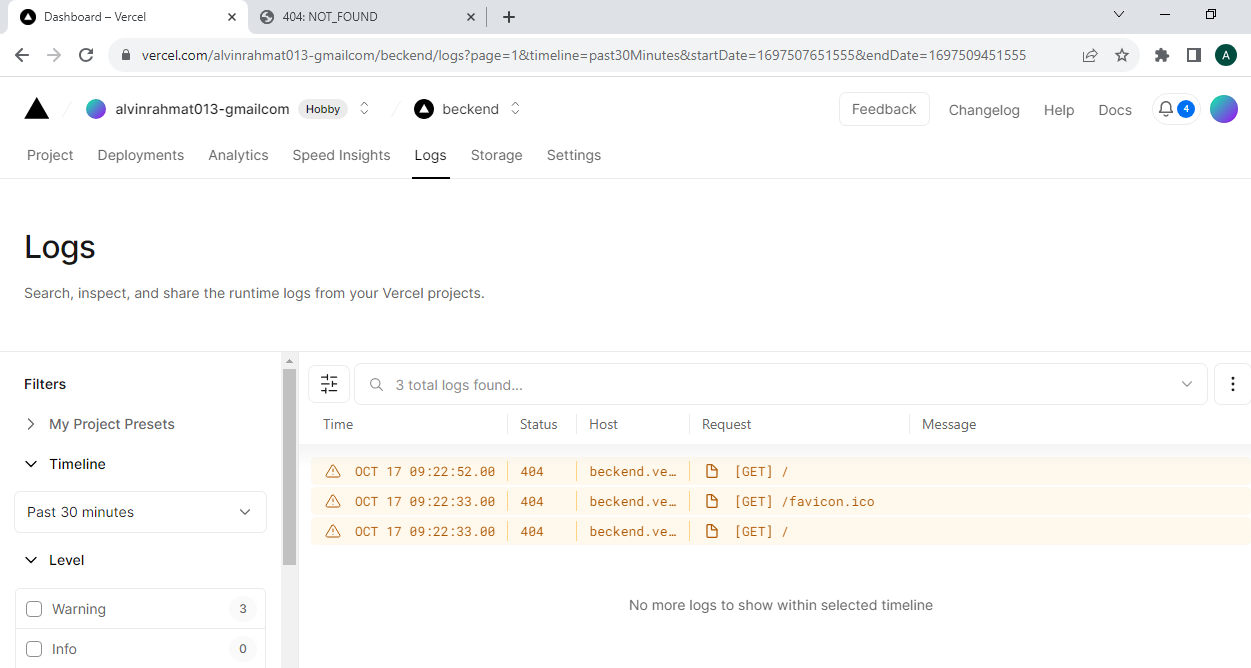 Dashboard – Vercel
404: NOT_FOUND
vercel.com/alvinrahmat013-gmailcom/beckend/logs?page=1&timeline=past30Minutes&startDate=1697507651555&endDate=1697509451555
A
alvinrahmat013-gmailcom Hobby beckend Feedback Changelog Help Docs 4
Project Deployments Analytics Speed Insights Logs Storage Settings
Logs
Search, inspect, and share the runtime logs from your Vercel projects.
Filters
My Project Presets
Timeline
Past 30 minutes
Level
Warning 3
Info 0
3 total logs found...
Time Status Host Request Message
OCT 17 09:22:52.00 404 beckend.ve… [GET] /
OCT 17 09:22:33.00 404 beckend.ve… [GET] /favicon.ico
OCT 17 09:22:33.00 404 beckend.ve… [GET] /
No more logs to show within selected timeline